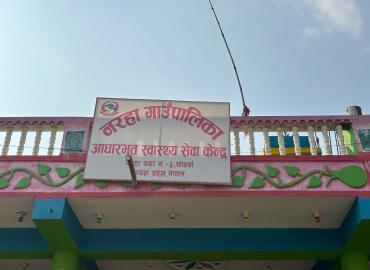 नरहा गाउँपालिका
आधारभूत स्वास्थ्य सेवा केन्द्र
वडा नं.-३,
प्रदेश, नेपाल